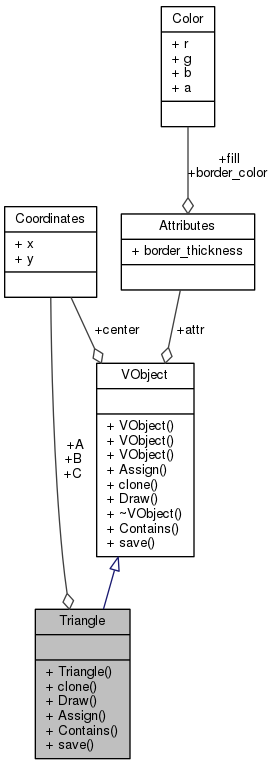 Color
+ r
+ g
+ b
+ a
+fill
+border_color
Coordinates
+ x
+ y
Attributes
+ border_thickness
+center
+attr
VObject
+ VObject()
+ VObject()
+ VObject()
+ Assign()
+ clone()
+ Draw()
+ ~VObject()
+ Contains()
+ save()
+A
+B
+C
Triangle
+ Triangle()
+ clone()
+ Draw()
+ Assign()
+ Contains()
+ save()